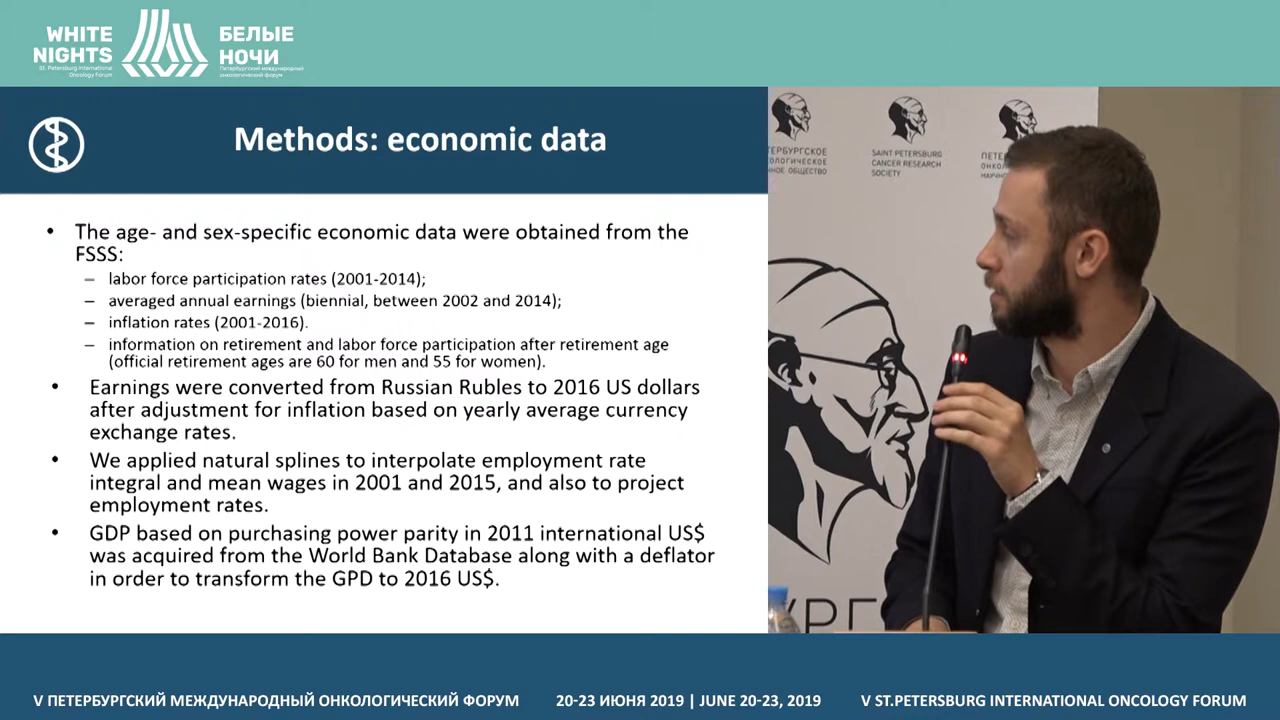 WHITE
NIGHTS
St. Petersburg International
Oncology Forum
БЕЛЫЕ
НОЧИ
Петербургский международный
онкологический форум
Methods: economic data
• The age- and sex-specific economic data were obtained from the
FSSS:
– labor force participation rates (2001-2014);
– averaged annual earnings (biennial, between 2002 and 2014);
– inflation rates (2001-2016).
– information on retirement and labor force participation after retirement age
(official retirement ages are 60 for men and 55 for women).
• Earnings were converted from Russian Rubles to 2016 US dollars
after adjustment for inflation based on yearly average currency
exchange rates.
• We applied natural splines to interpolate employment rate
integral and mean wages in 2001 and 2015, and also to project
employment rates.
• GDP based on purchasing power parity in 2011 international US$
was acquired from the World Bank Database along with a deflator
in order to transform the GPD to 2016 US$.
ТЕРБУРГСКОЕ
ОЛОГИЧЕСКОЕ
НОЕ ОБЩЕСТВО
SAINT PETERSBURG
CANCER RESEARCH
SOCIETY
ПЕТЕ
ОНКОЛ
НАУЧНО
УРГ
V ПЕТЕРБУРГСКИЙ МЕЖДУНАРОДНЫЙ ОНКОЛОГИЧЕСКИЙ ФОРУМ
20-23 ИЮНЯ 2019 | JUNE 20-23, 2019
V ST.PETERSBURG INTERNATIONAL ONCOLOGY FORUM